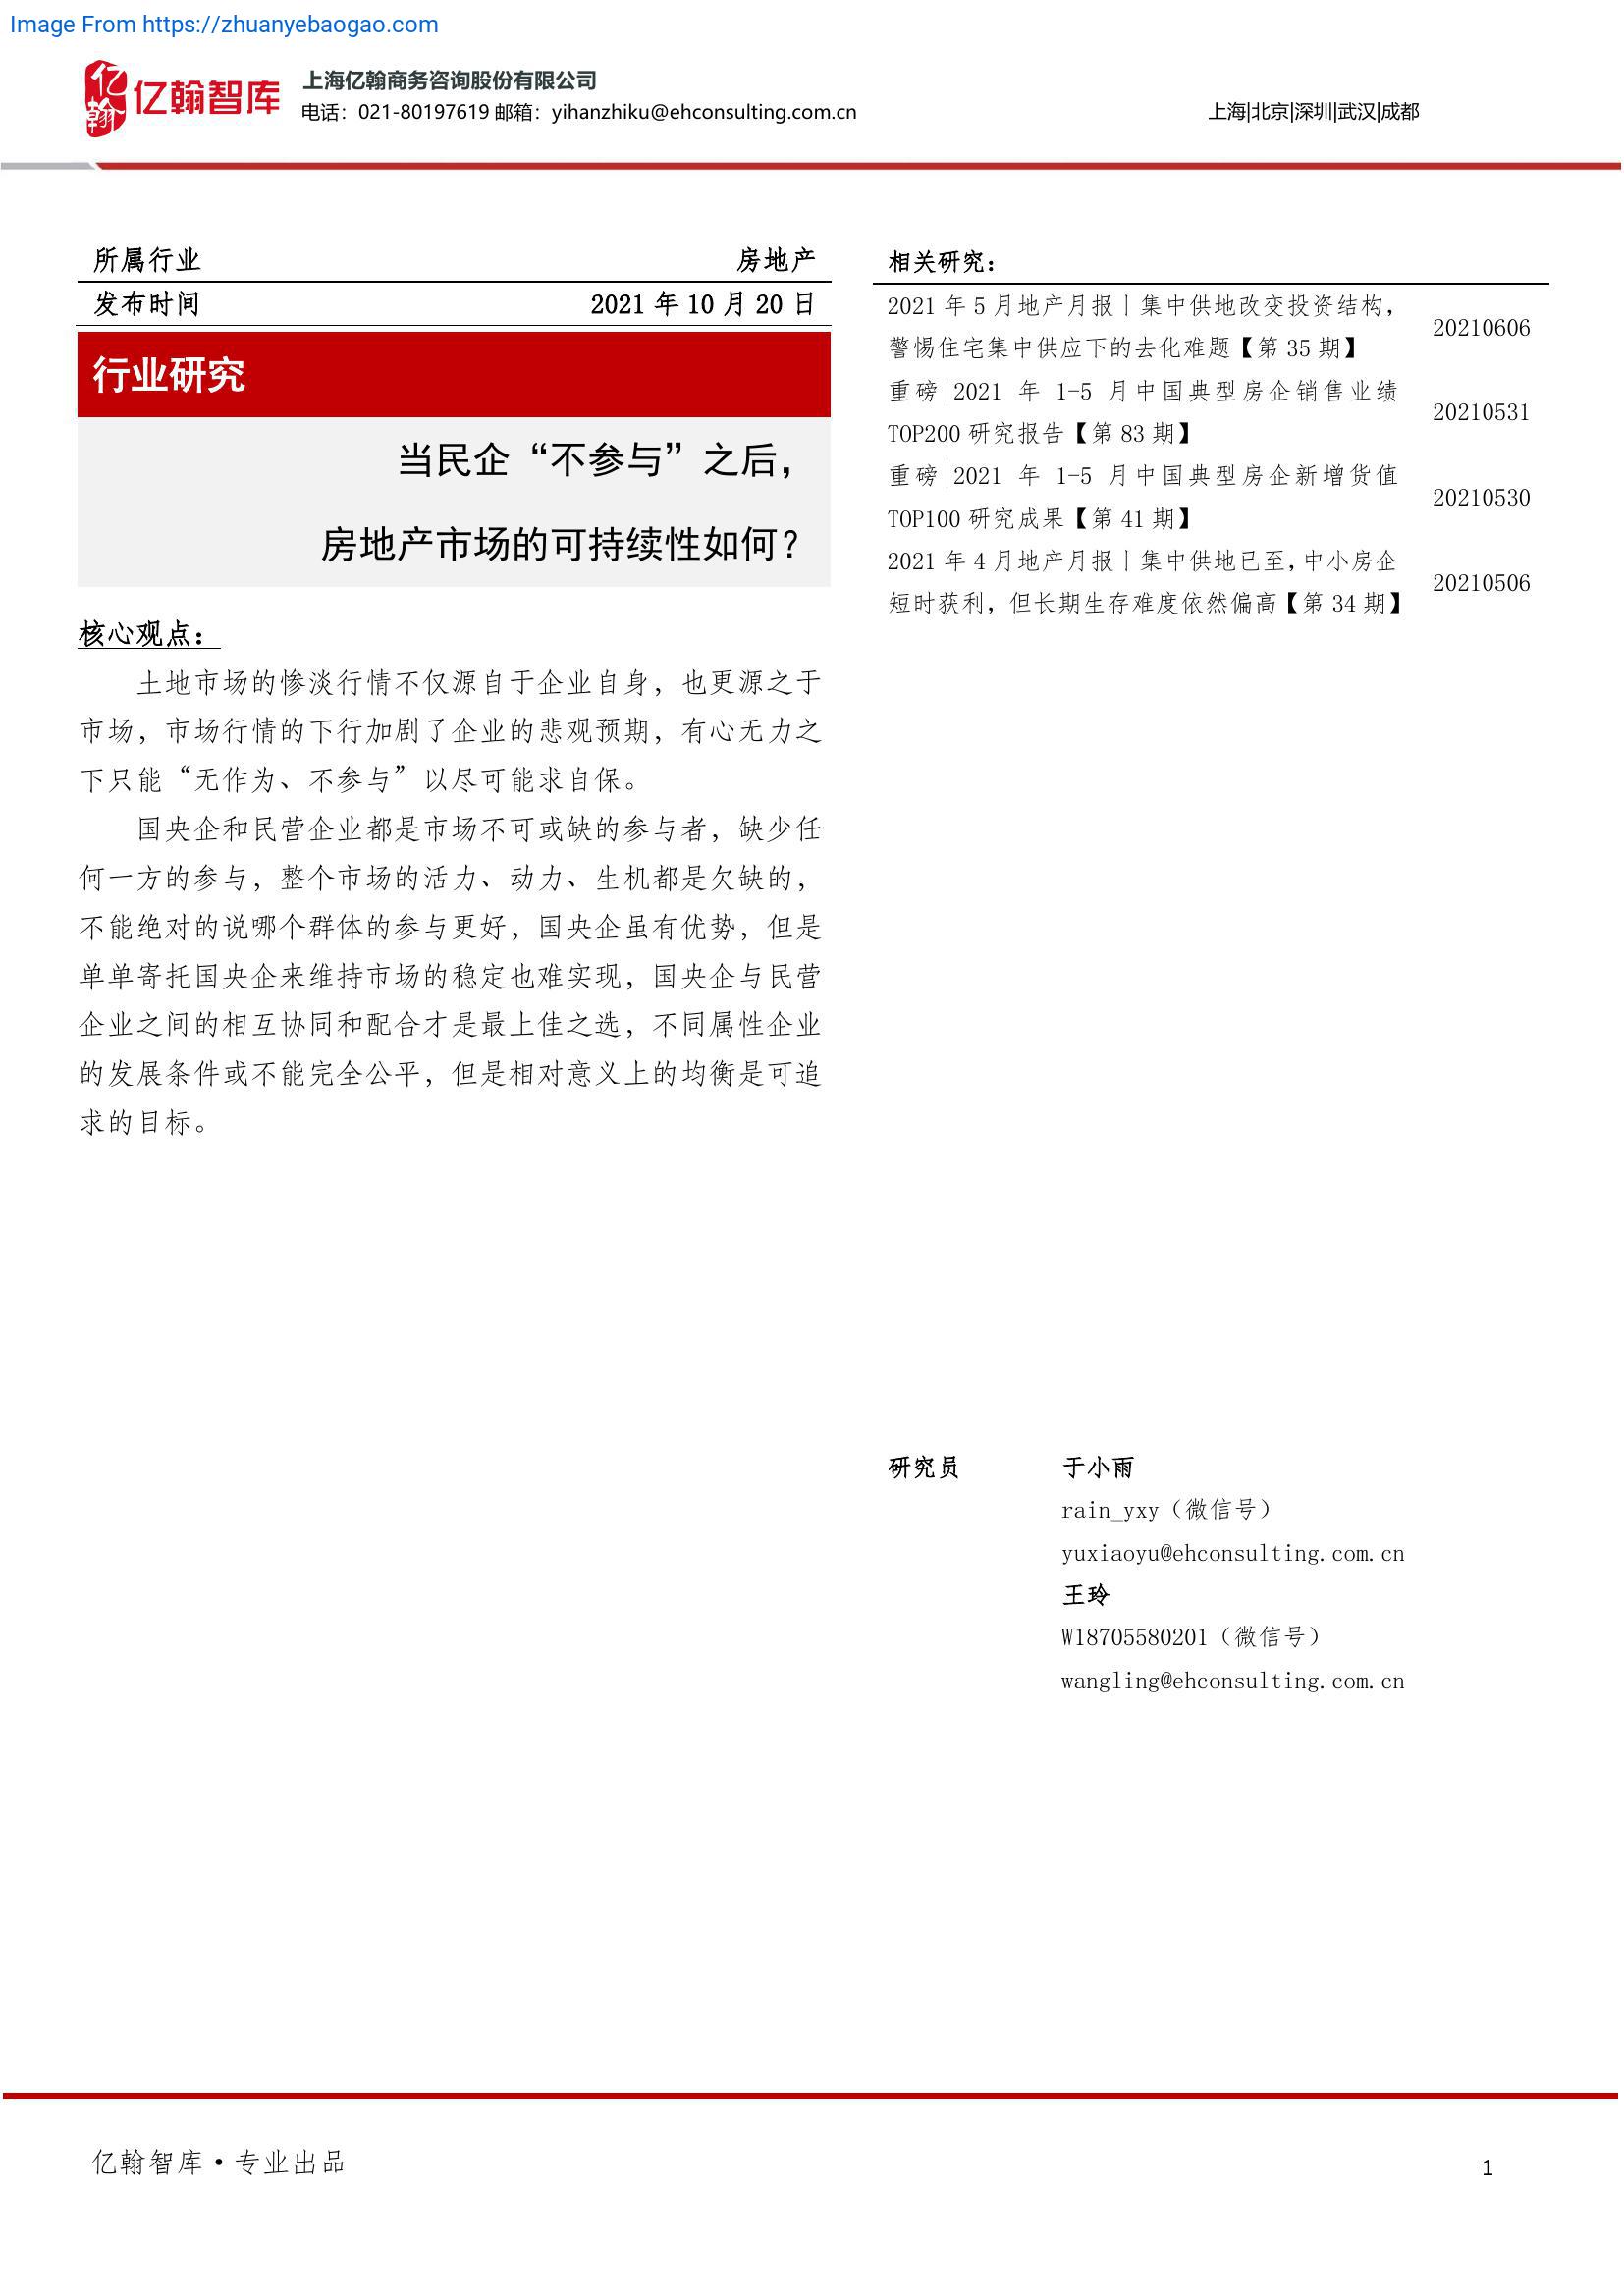 Image From https://zhuanyebaogao.com
亿翰
亿翰智库
上海亿翰商务咨询股份有限公司
电话：021-80197619 邮箱：yihanzhiku@ehconsulting.com.cn
上海|北京|深圳|武汉|成都
所属行业 房地产
发布时间 2021 年 10 月 20 日
行业研究
当民企“不参与”之后，
房地产市场的可持续性如何？
核心观点：
土地市场的惨淡行情不仅源自于企业自身，也更源之于
市场，市场行情的下行加剧了企业的悲观预期，有心无力之
下只能“无作为、不参与”以尽可能求自保。
国央企和民营企业都是市场不可或缺的参与者，缺少任
何一方的参与，整个市场的活力、动力、生机都是欠缺的，
不能绝对的说哪个群体的参与更好，国央企虽有优势，但是
单单寄托国央企来维持市场的稳定也难实现，国央企与民营
企业之间的相互协同和配合才是最上佳之选，不同属性企业
的发展条件或不能完全公平，但是相对意义上的均衡是可追
求的目标。
相关研究：
2021 年 5 月地产月报丨集中供地改变投资结构，
警惕住宅集中供应下的去化难题【第 35 期】
20210606
重磅|2021 年 1-5 月中国典型房企销售业绩
TOP200 研究报告【第 83 期】
20210531
重磅|2021 年 1-5 月中国典型房企新增货值
TOP100 研究成果【第 41 期】
20210530
2021 年 4 月地产月报丨集中供地已至，中小房企
短时获利，但长期生存难度依然偏高【第 34 期】
20210506
研究员 于小雨
rain_yxy（微信号）
yuxiaoyu@ehconsulting.com.cn
王玲
W18705580201（微信号）
wangling@ehconsulting.com.cn
亿翰智库•专业出品
1